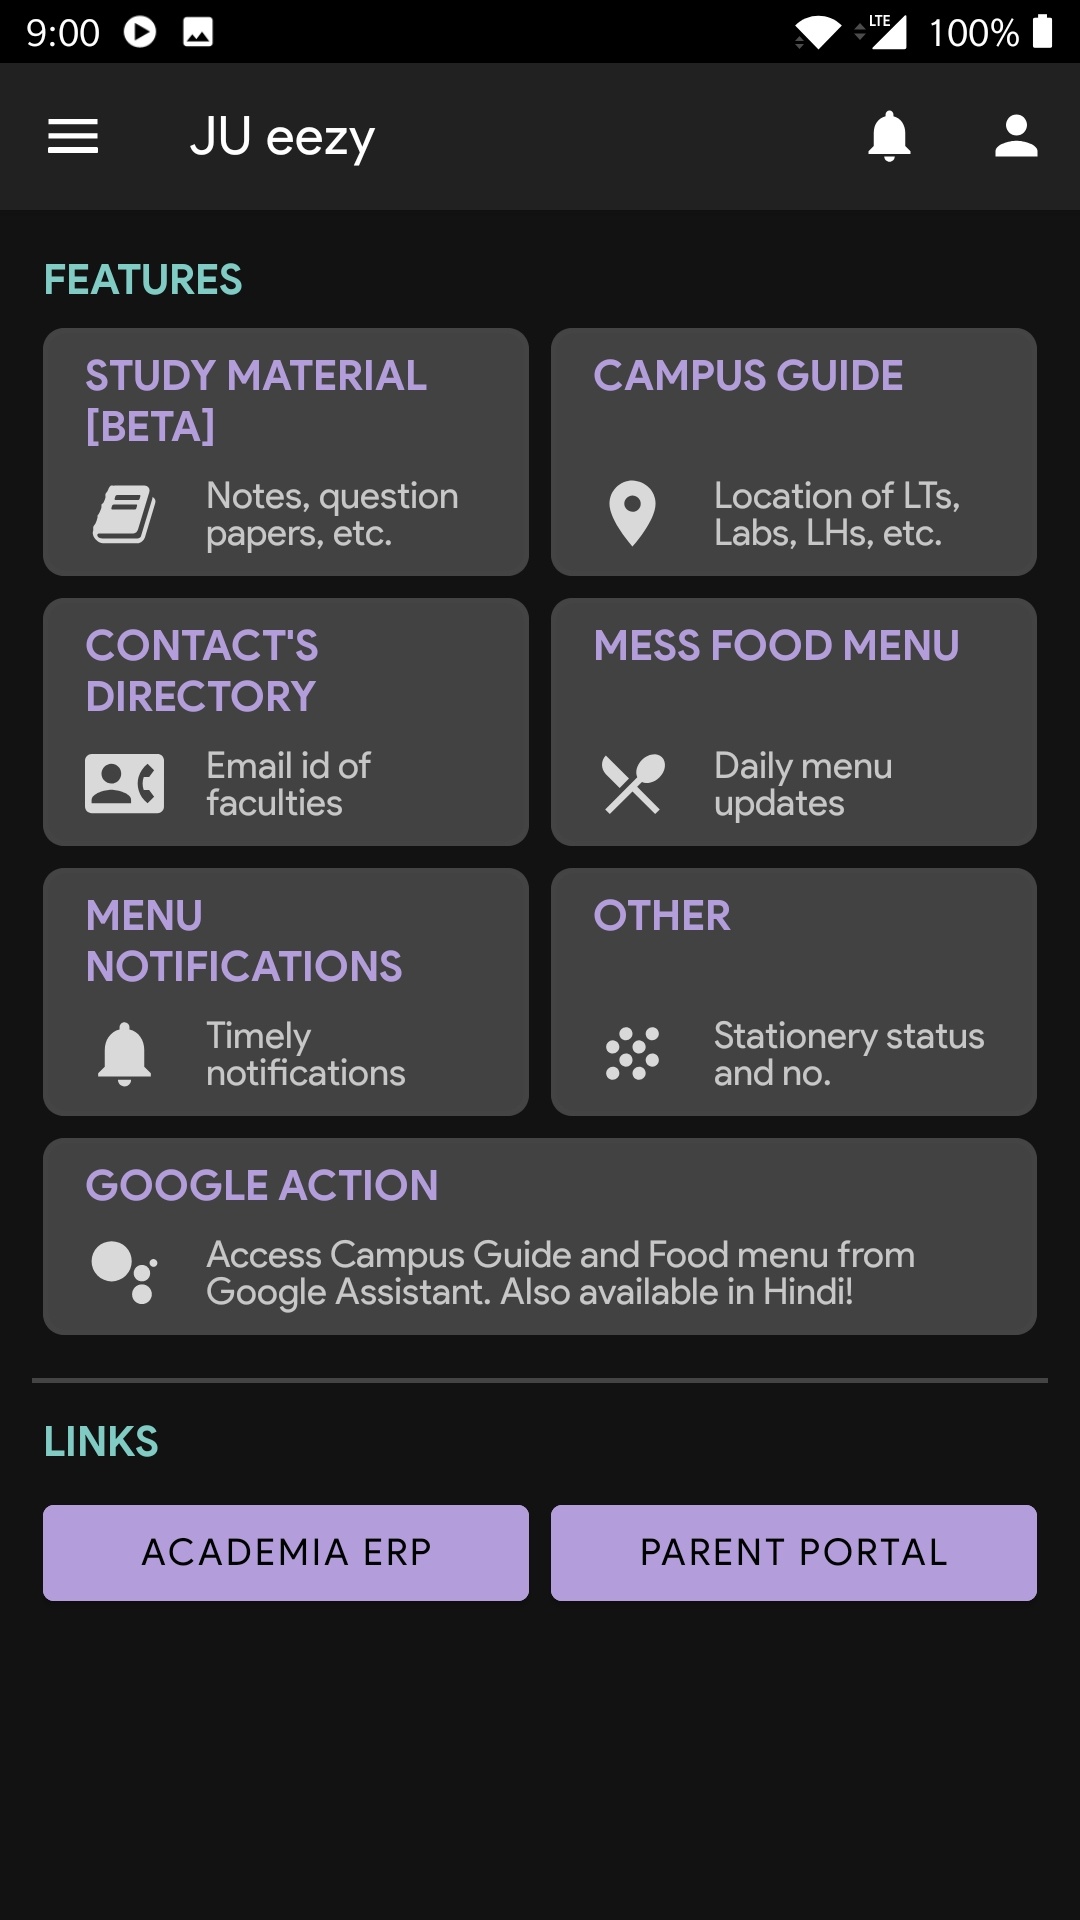 9:00
LTE
100%
JU eezy
FEATURES
STUDY MATERIAL
[BETA]
Notes, question
papers, etc.
CAMPUS GUIDE
Location of LTs,
Labs, LHs, etc.
CONTACT'S
DIRECTORY
Email id of
faculties
MESS FOOD MENU
Daily menu
updates
MENU
NOTIFICATIONS
Timely
notifications
OTHER
Stationery status
and no.
GOOGLE ACTION
Access Campus Guide and Food menu from
Google Assistant. Also available in Hindi!
LINKS
ACADEMIA ERP
PARENT PORTAL